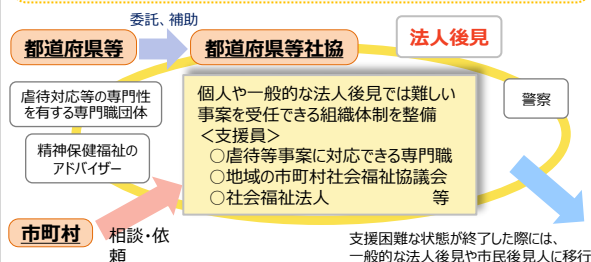 委託、補助
都道府県等
都道府県等社協
法人後見
虐待対応等の専門性
を有する専門職団体
精神保健福祉の
アドバイザー
個人や一般的な法人後見では難しい
事案を受任できる組織体制を整備
＜支援員＞
○虐待等事案に対応できる専門職
○地域の市町村社会福祉協議会
○社会福祉法人　　　　　等
警察
市町村
相談・依
頼
支援困難な状態が終了した際には、
一般的な法人後見や市民後見人に移行